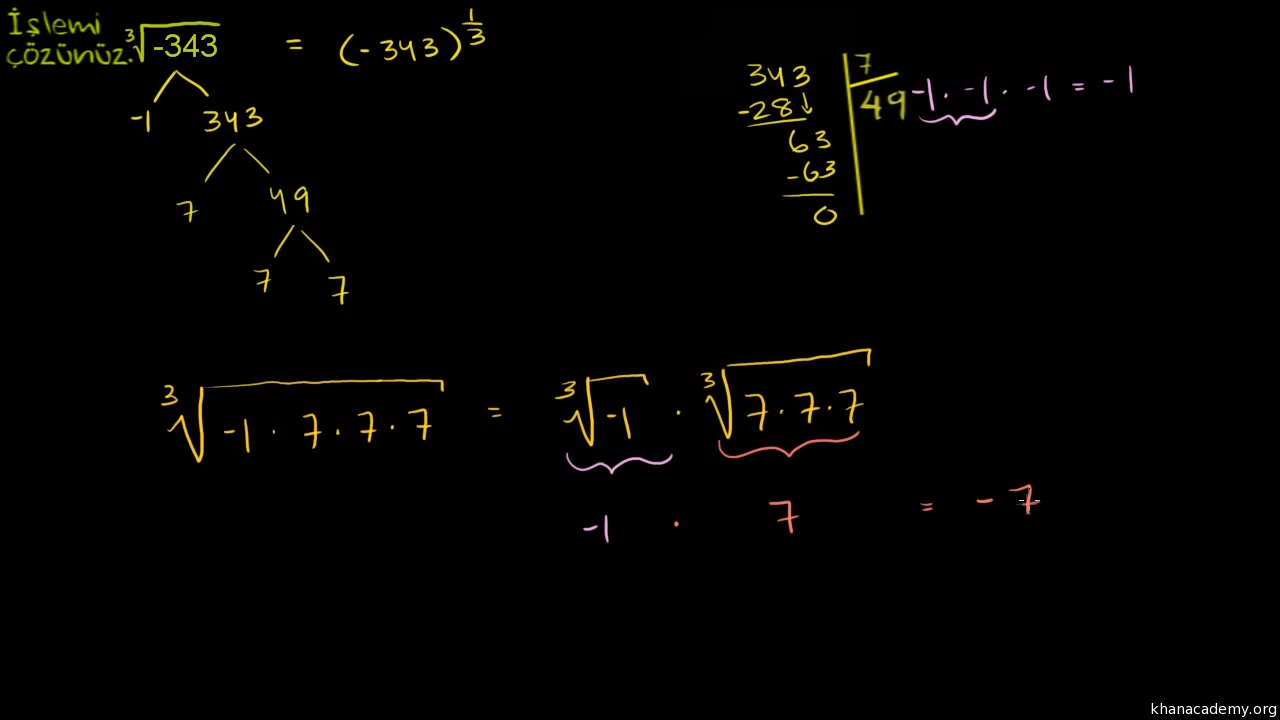 İşlemi
çözünüz. ∛-343 = (-343)^(1/3)
-1 343
7 49
7 7
343 | 7
-28↓ | 49
63
-63
0
-1 · -1 · -1 = -1
∛(-1 · 7 · 7 · 7) = ∛-1 · ∛(7 · 7 · 7)
-1 · 7 = -7
khanacademy.org